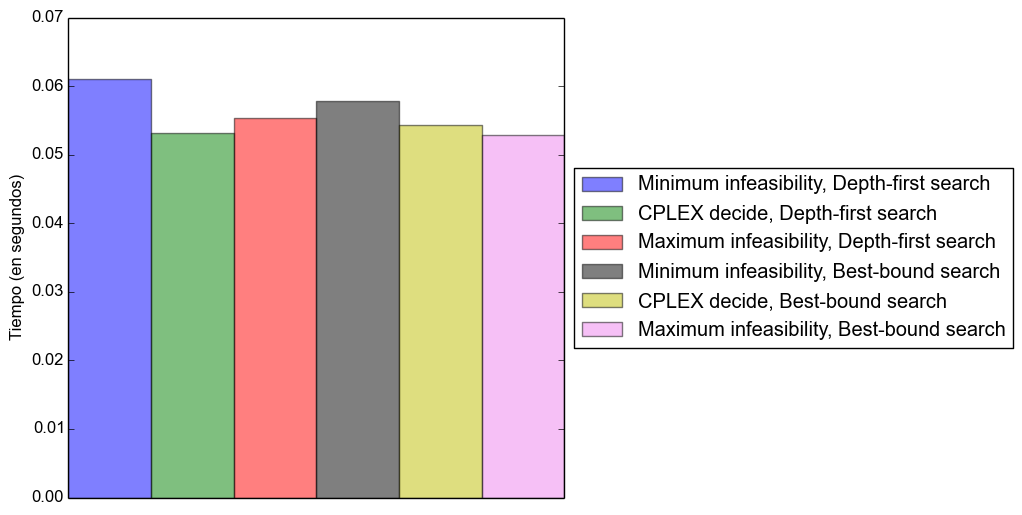 0.07
0.06
0.05
0.04
0.03
0.02
0.01
0.00
Tiempo (en segundos)
Minimum infeasibility, Depth-first search
CPLEX decide, Depth-first search
Maximum infeasibility, Depth-first search
Minimum infeasibility, Best-bound search
CPLEX decide, Best-bound search
Maximum infeasibility, Best-bound search